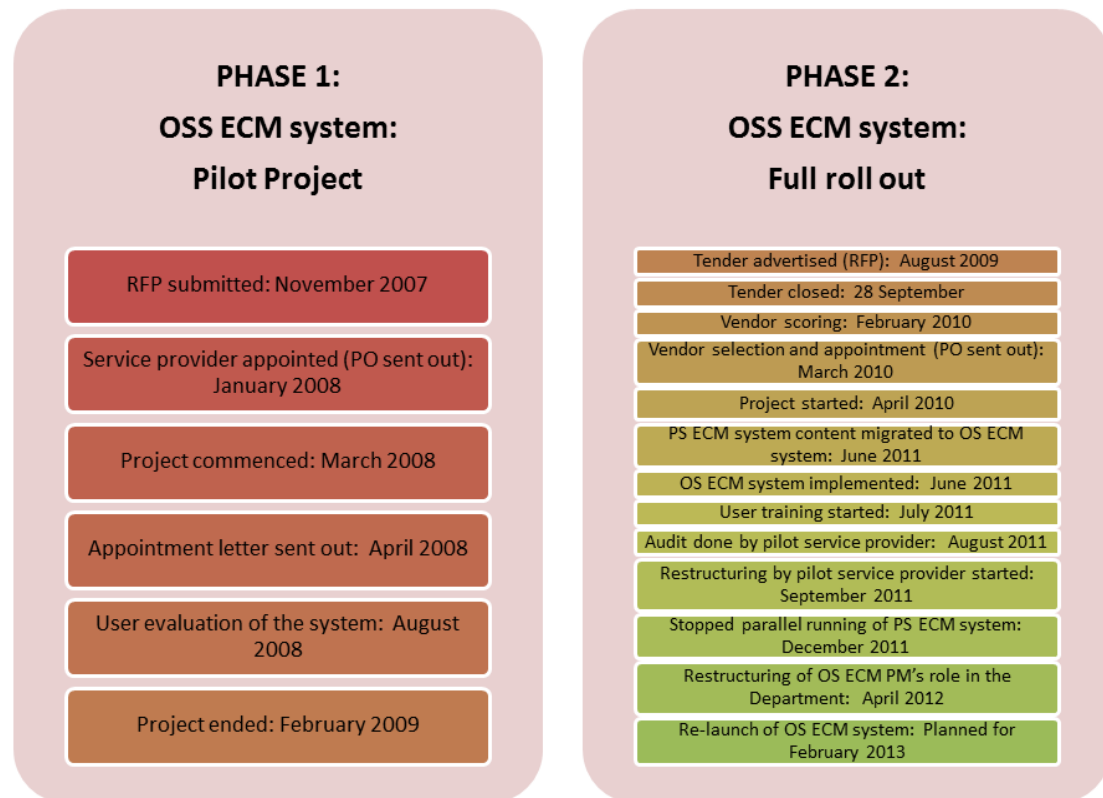 PHASE 1:
OSS ECM system:
Pilot Project
RFP submitted: November 2007
Service provider appointed (PO sent out):
January 2008
Project commenced: March 2008
Appointment letter sent out: April 2008
User evaluation of the system: August
2008
Project ended: February 2009
PHASE 2:
OSS ECM system:
Full roll out
Tender advertised (RFP): August 2009
Tender closed: 28 September
Vendor scoring: February 2010
Vendor selection and appointment (PO sent out):
March 2010
Project started: April 2010
PS ECM system content migrated to OS ECM
system: June 2011
OS ECM system implemented: June 2011
User training started: July 2011
Audit done by pilot service provider: August 2011
Restructuring by pilot service provider started:
September 2011
Stopped parallel running of PS ECM system:
December 2011
Restructuring of OS ECM PM's role in the
Department: April 2012
Re-launch of OS ECM system: Planned for
February 2013